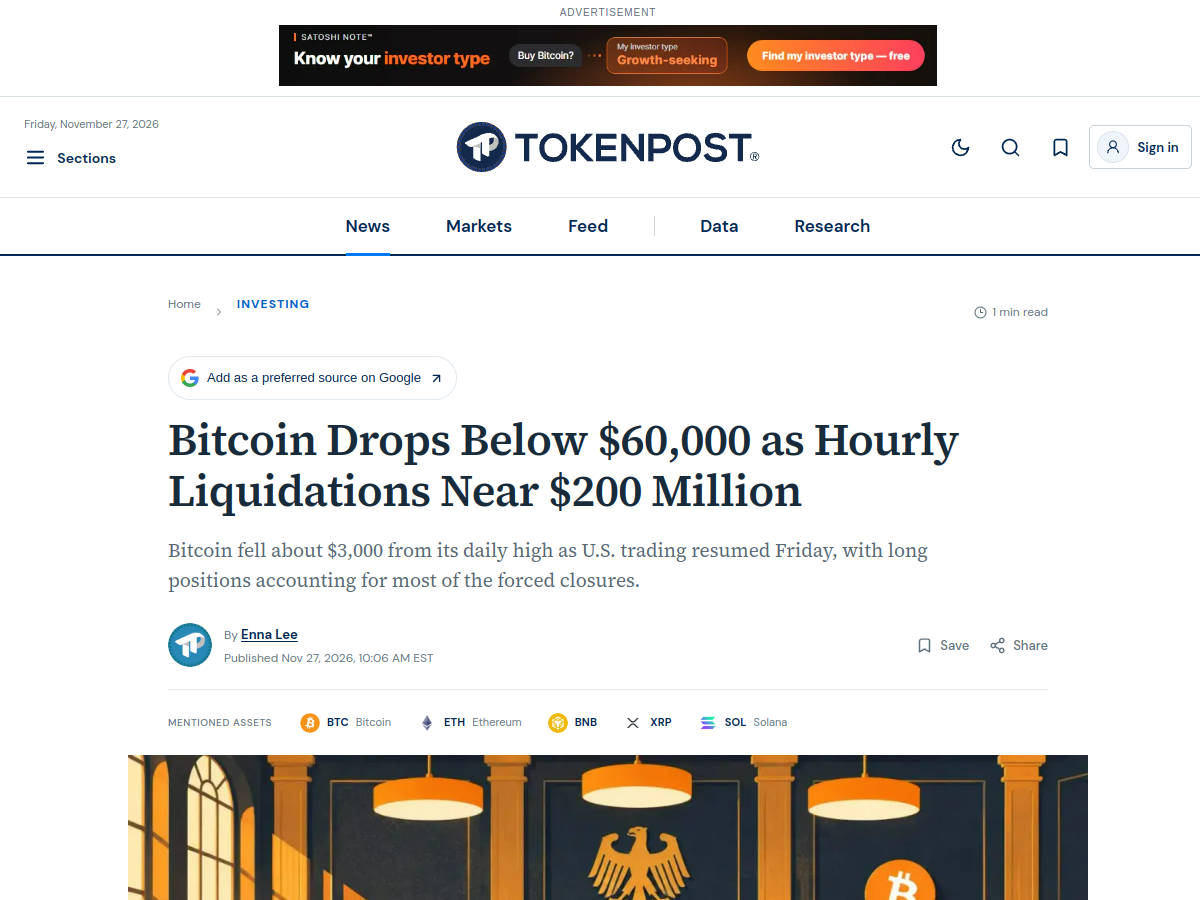 ADVERTISEMENT
SATOSHI NOTE™
Know your investor type
Buy Bitcoin?
My investor type
Growth-seeking
Find my investor type — free
Friday, November 27, 2026
Sections
TOKENPOST®
Sign in
News
Markets
Feed
Data
Research
Home
INVESTING
1 min read
Add as a preferred source on Google
Bitcoin Drops Below $60,000 as Hourly
Liquidations Near $200 Million
Bitcoin fell about $3,000 from its daily high as U.S. trading resumed Friday, with long
positions accounting for most of the forced closures.
By Enna Lee
Published Nov 27, 2026, 10:06 AM EST
Save
Share
MENTIONED ASSETS
BTC Bitcoin
ETH Ethereum
BNB
XRP
SOL Solana